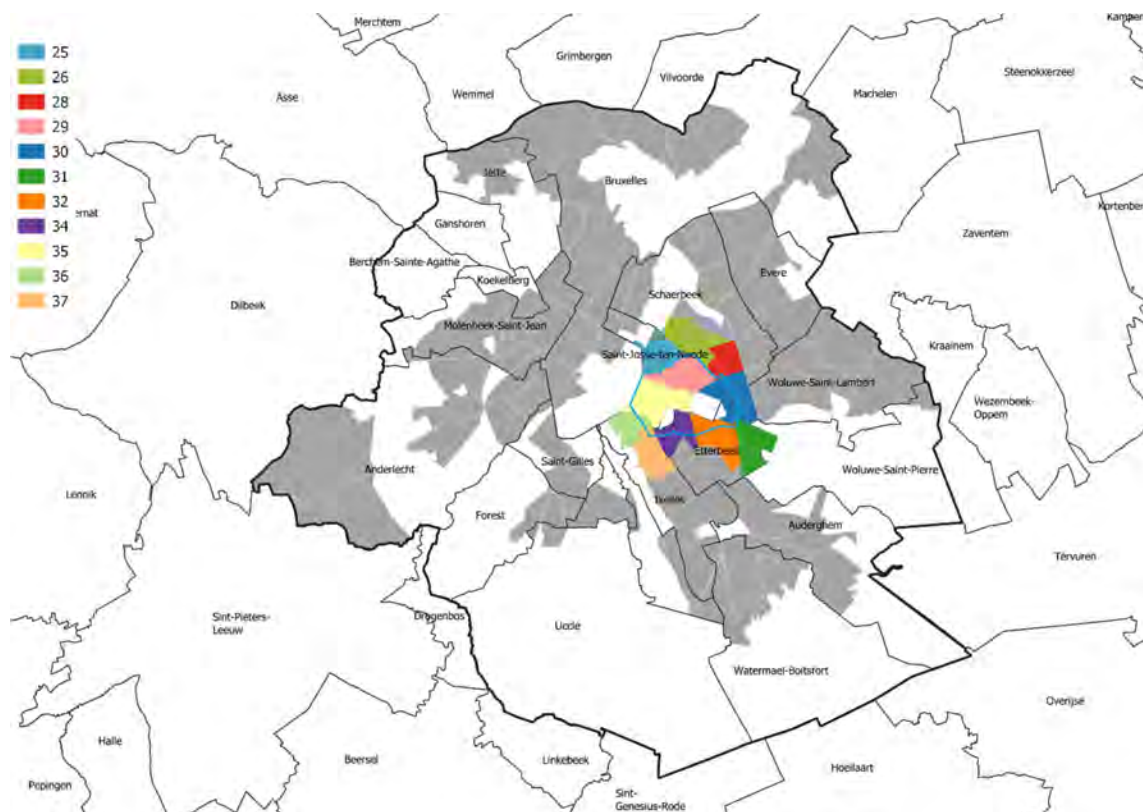 Merchtem
Kampen
Grimbergen
25
Vilvoorde
Steenokkerzeel
26
28
Asse
Wemmel
Machelen
29
30
31
Jette
Bruxelles
32
34
ernat
Ganshoren
Kortenber
35
Zaventem
36
Berchem-Sainte-Agathe
Evere
37
Koekelberg
Schaerbeek
Dilbeek
Molenbeek-Saint-Jean
Kraainem
Saint-Josse-ten-Noode
Woluwe-Saint-Lambert
Wezembeek-
Oppem
Etterbeek
Saint-Gilles
Anderlecht
Woluwe-Saint-Pierre
Lennik
Ixelles
Forest
Auderghem
Tervuren
Sint-Pieters-
Leeuw
Drogenbos
Uccle
Watermael-Boitsfort
Overijse
Halle
Beersel
Linkebeek
Hoeilaart
Pepingen
Sint-
Genesius-Rode